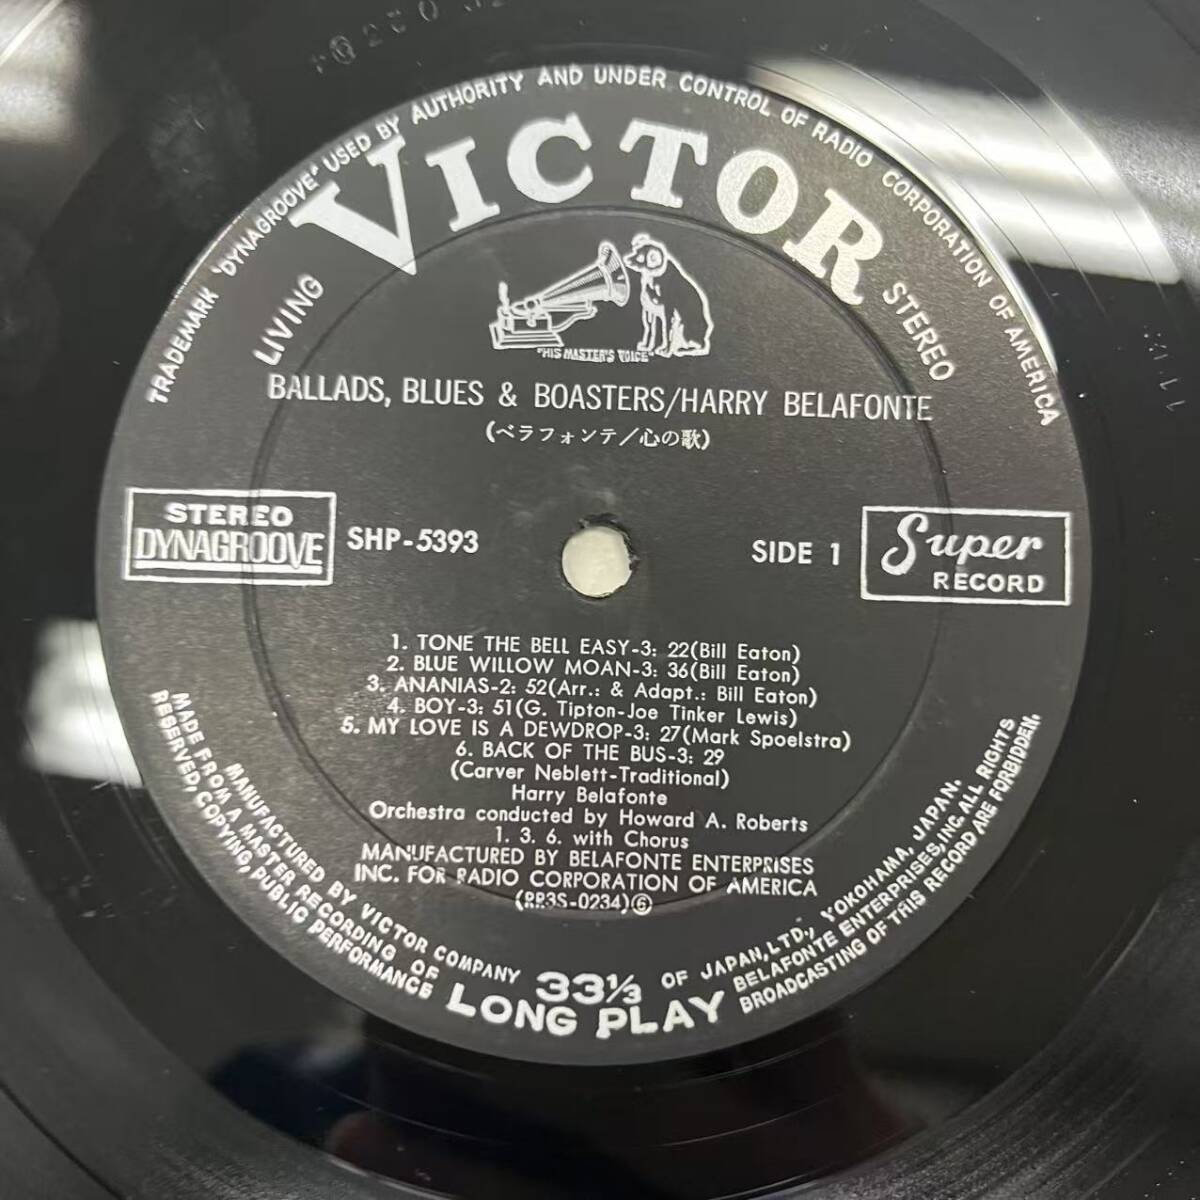 TRADEMARK "DYNAGROOVE" USED BY AUTHORITY AND UNDER CONTROL OF RADIO CORPORATION OF AMERICA
VICTOR
LIVING
STEREO
"HIS MASTER'S VOICE"
BALLADS, BLUES & BOASTERS/HARRY BELAFONTE
(ベラフォンテ/心の歌)
STEREO
DYNAGROOVE
SHP-5393
SIDE 1
Super
RECORD
1. TONE THE BELL EASY-3: 22(Bill Eaton)
2. BLUE WILLOW MOAN-3: 36(Bill Eaton)
3. ANANIAS-2: 52(Arr.: & Adapt.: Bill Eaton)
4. BOY-3: 51(G. Tipton-Joe Tinker Lewis)
5. MY LOVE IS A DEWDROP-3: 27(Mark Spoelstra)
6. BACK OF THE BUS-3: 29
(Carver Neblett-Traditional)
Harry Belafonte
Orchestra conducted by Howard A. Roberts
1. 3. 6. with Chorus
MANUFACTURED BY BELAFONTE ENTERPRISES
INC. FOR RADIO CORPORATION OF AMERICA
(RR3S-0234)⑥
MANUFACTURED BY VICTOR COMPANY OF JAPAN, LTD., YOKOHAMA, JAPAN.
MADE FROM A MASTER RECORDING OF BELAFONTE ENTERPRISES, INC. ALL RIGHTS
RESERVED, COPYING, PUBLIC PERFORMANCE BROADCASTING OF THIS RECORD ARE FORBIDDEN.
33⅓
LONG PLAY